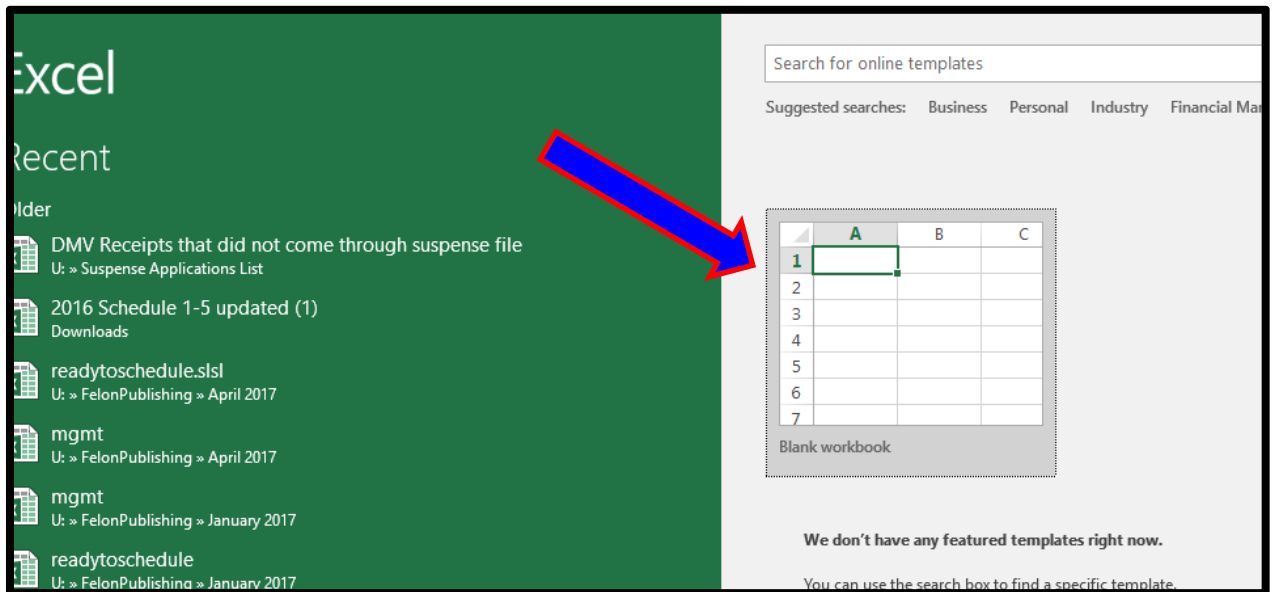 Excel
Recent
Older
DMV Receipts that did not come through suspense file
U: » Suspense Applications List
2016 Schedule 1-5 updated (1)
Downloads
readytoschedule.slsl
U: » FelonPublishing » April 2017
mgmt
U: » FelonPublishing » April 2017
mgmt
U: » FelonPublishing » January 2017
readytoschedule
U: » FelonPublishing » January 2017
Search for online templates
Suggested searches: Business Personal Industry Financial Mar
A B C
1
2
3
4
5
6
7
Blank workbook
We don't have any featured templates right now.
You can use the search box to find a specific template.